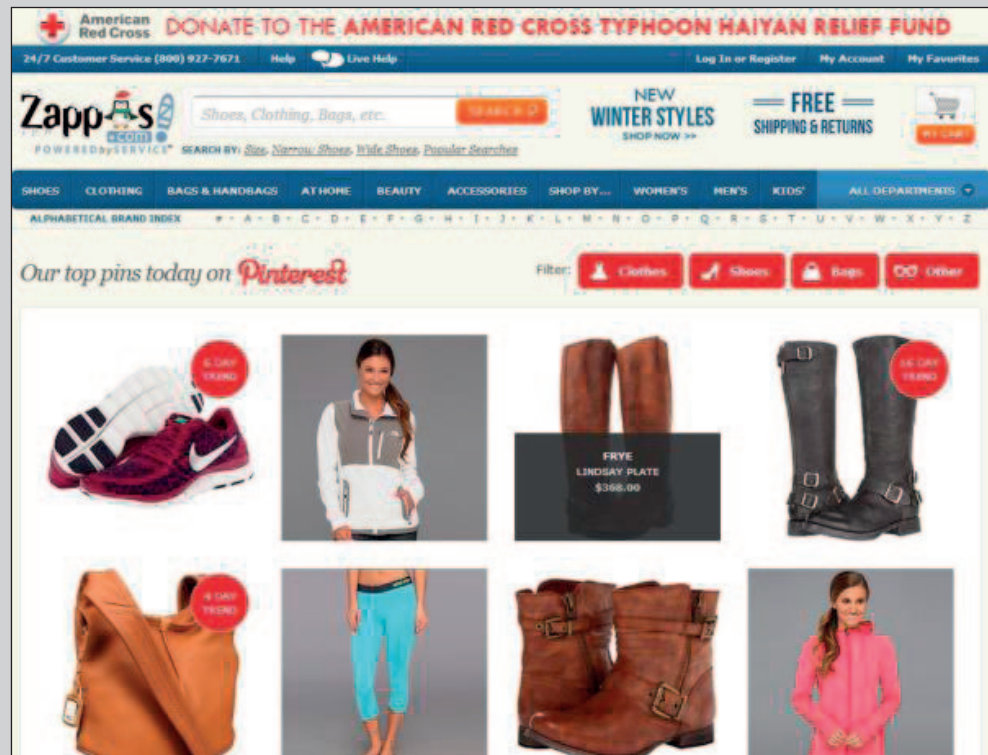 American Red Cross DONATE TO THE AMERICAN RED CROSS TYPHOON HAIYAN RELIEF FUND
24/7 Customer Service (800) 927-7671 Help Live Help Log In or Register My Account My Favorites
Zappos .com! POWERED by SERVICE™
Shoes, Clothing, Bags, etc. SEARCH
SEARCH BY: Size, Narrow Shoes, Wide Shoes, Popular Searches
NEW WINTER STYLES SHOP NOW >>
FREE SHIPPING & RETURNS
MY CART
SHOES CLOTHING BAGS & HANDBAGS AT HOME BEAUTY ACCESSORIES SHOP BY... WOMEN'S MEN'S KIDS' ALL DEPARTMENTS
ALPHABETICAL BRAND INDEX # · A · B · C · D · E · F · G · H · I · J · K · L · M · N · O · P · Q · R · S · T · U · V · W · X · Y · Z
Our top pins today on Pinterest Filter: Clothes Shoes Bags Other
6 DAY TREND
FRYE
LINDSAY PLATE
$368.00
16 DAY TREND
4 DAY TREND